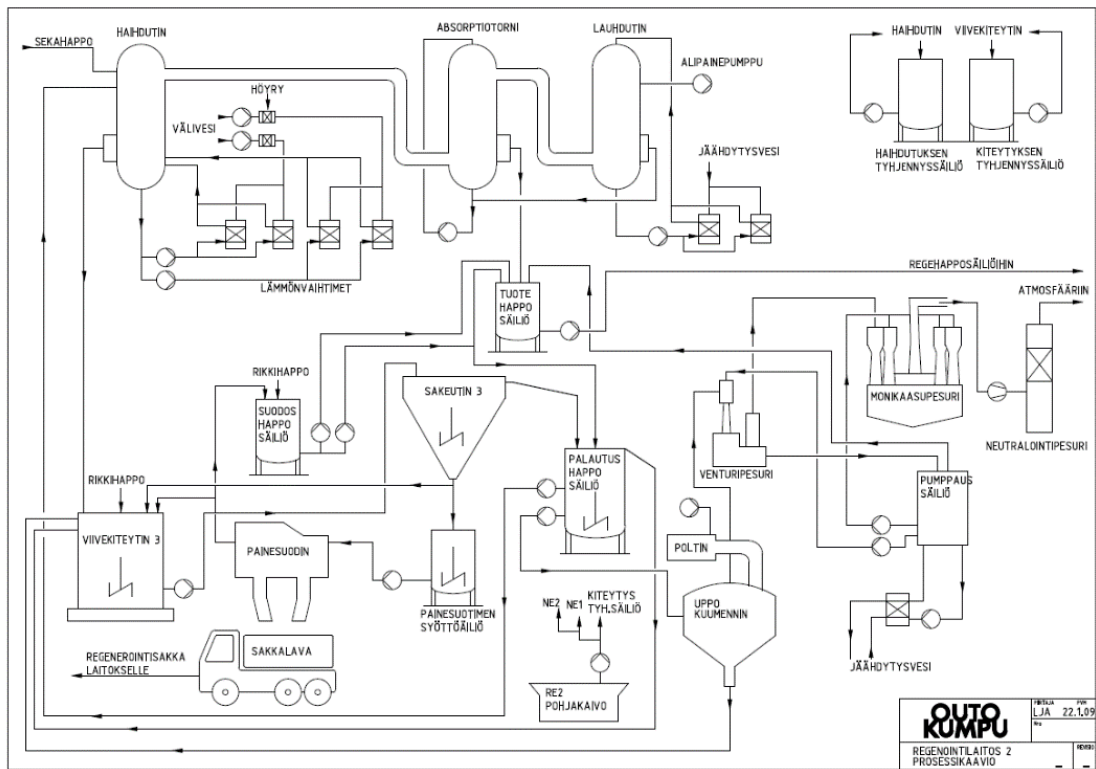 SEKAHAPPO
HAIHDUTIN
ABSORPTIOTORNI
LAUHDUTIN
ALIPAINEPUMPPU
HAIHDUTIN
VIIVEKITEYTIN
HÖYRY
VÄLIVESI
JÄÄHDYTYSVESI
HAIHDUTUKSEN
TYHJENNYSSÄILIÖ
KITEYTYKSEN
TYHJENNYSSÄILIÖ
LÄMMÖNVAIHTIMET
REGEHAPPOSÄILIÖIHIN
TUOTE
HAPPO
SÄILIÖ
ATMOSFÄÄRIIN
RIKKIHAPPO
SUODOS
HAPPO
SÄILIÖ
SAKEUTIN 3
MONIKAASUPESURI
NEUTRALOINTIPESURI
PALAUTUS
HAPPO
SÄILIÖ
VENTURIPESURI
PUMPPAUS
SÄILIÖ
RIKKIHAPPO
VIIVEKITEYTIN 3
PAINESUODIN
POLTIN
PAINESUOTIMEN
SYÖTTÖÄILIÖ
KITEYTYS
TYH.SÄILIÖ
NE2
NE1
UPPO
KUUMENNIN
SAKKALAVA
REGENEROINTISAKKA
LAITOKSELLE
RE2
POHJAKAIVO
JÄÄHDYTYSVESI
OUTO
KUMPU
PIIRTÄJÄ
PVM
LJA 22.1.09
REGENOINTILAITOS 2
PROSESSIKAAVIO